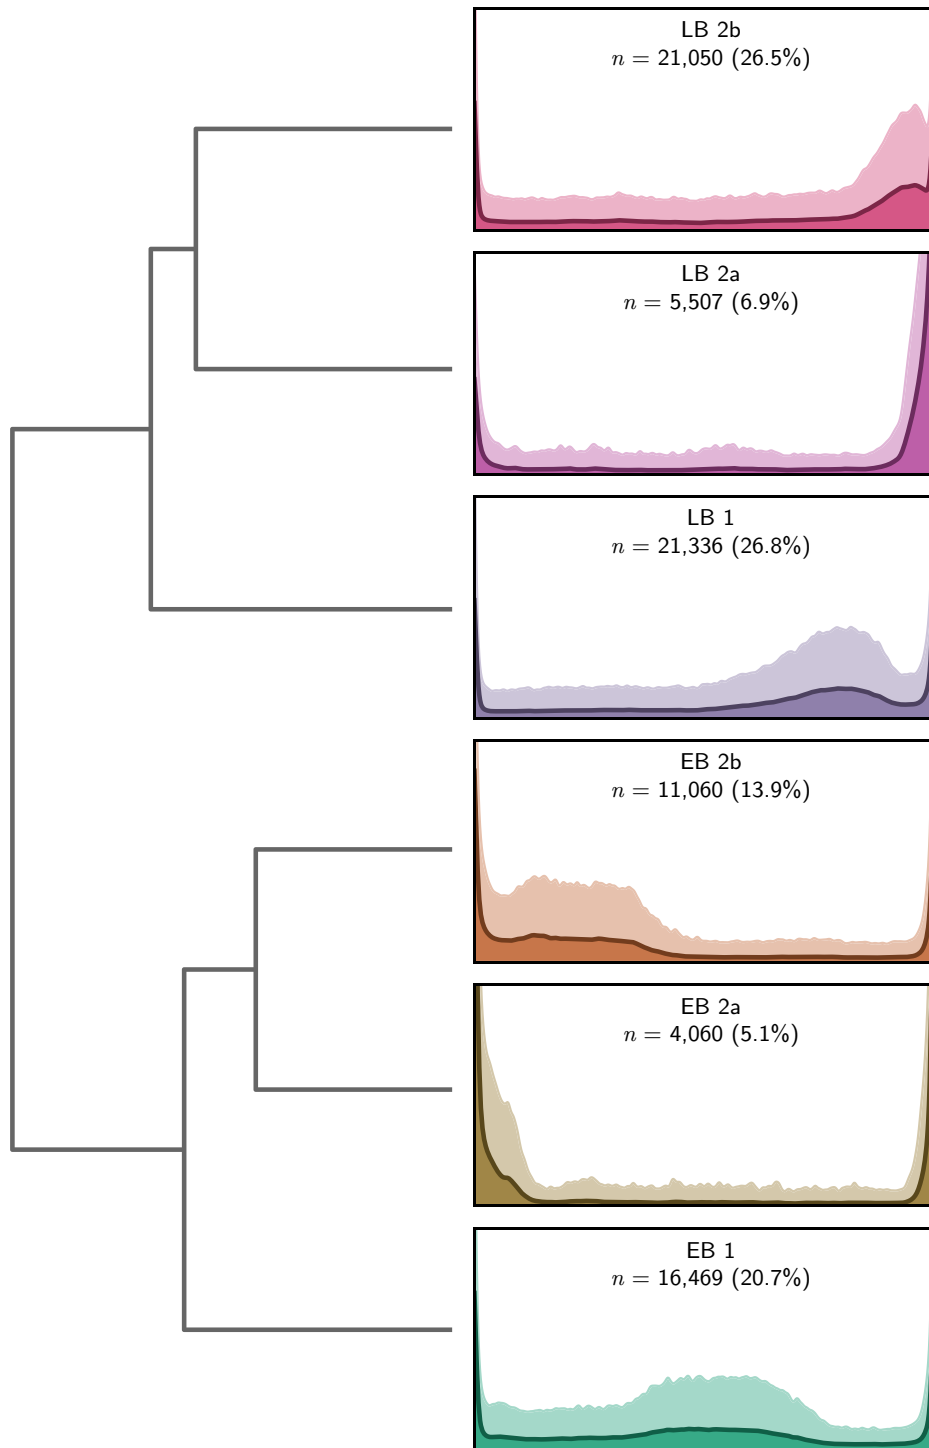 LB 2b
n = 21,050 (26.5%)
LB 2a
n = 5,507 (6.9%)
LB 1
n = 21,336 (26.8%)
EB 2b
n = 11,060 (13.9%)
EB 2a
n = 4,060 (5.1%)
EB 1
n = 16,469 (20.7%)